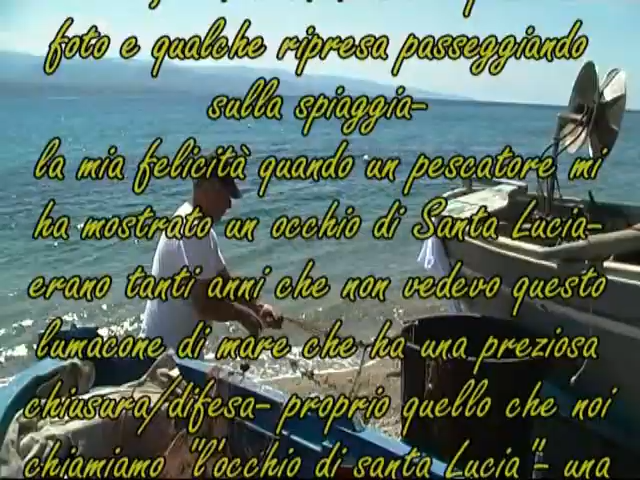 foto e qualche ripresa passeggiando
sulla spiaggia-
la mia felicità quando un pescatore mi
ha mostrato un occhio di Santa Lucia-
erano tanti anni che non vedevo questo
lumacone di mare che ha una preziosa
chiusura/difesa- proprio quello che noi
chiamiamo "l'occhio di santa Lucia"- una